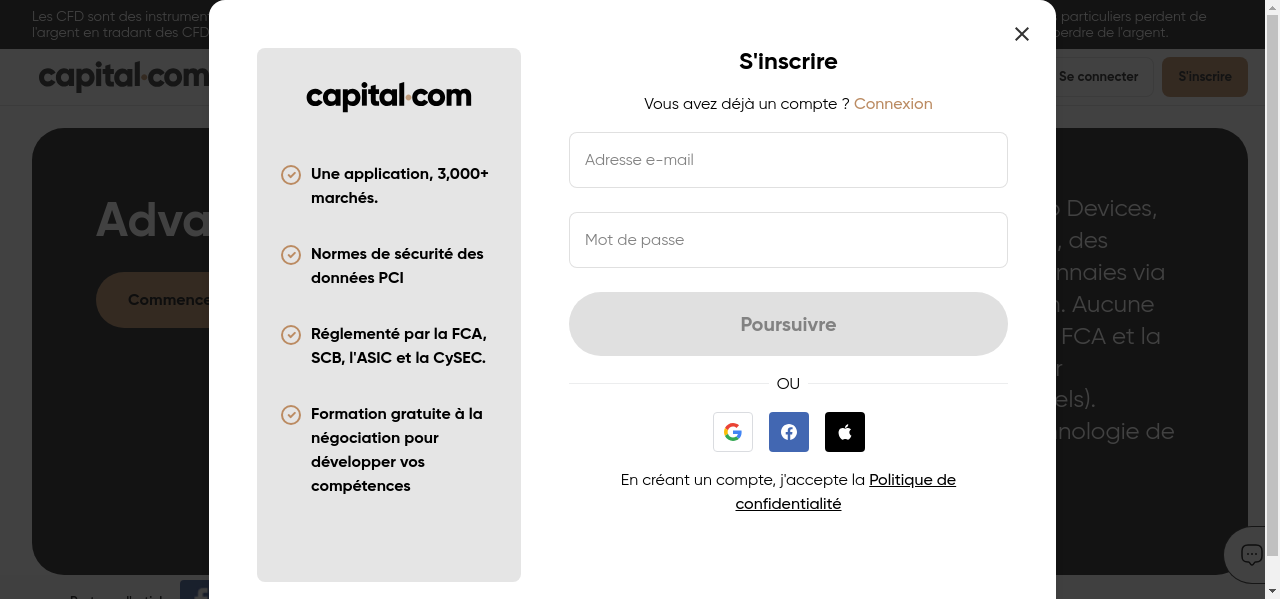 Les CFD sont des instrumen
particuliers perdent de
l'argent en tradant des CFD
perdre de l'argent.
capital.com
Se connecter
S'inscrire
Adva
Commence
Devices,
, des
nnaies via
n. Aucune
FCA et la
r
els).
nologie de
capital.com
Une application, 3,000+
marchés.
Normes de sécurité des
données PCI
Réglementé par la FCA,
SCB, l'ASIC et la CySEC.
Formation gratuite à la
négociation pour
développer vos
compétences
S'inscrire
Vous avez déjà un compte ? Connexion
Adresse e-mail
Mot de passe
Poursuivre
OU
En créant un compte, j'accepte la Politique de
confidentialité